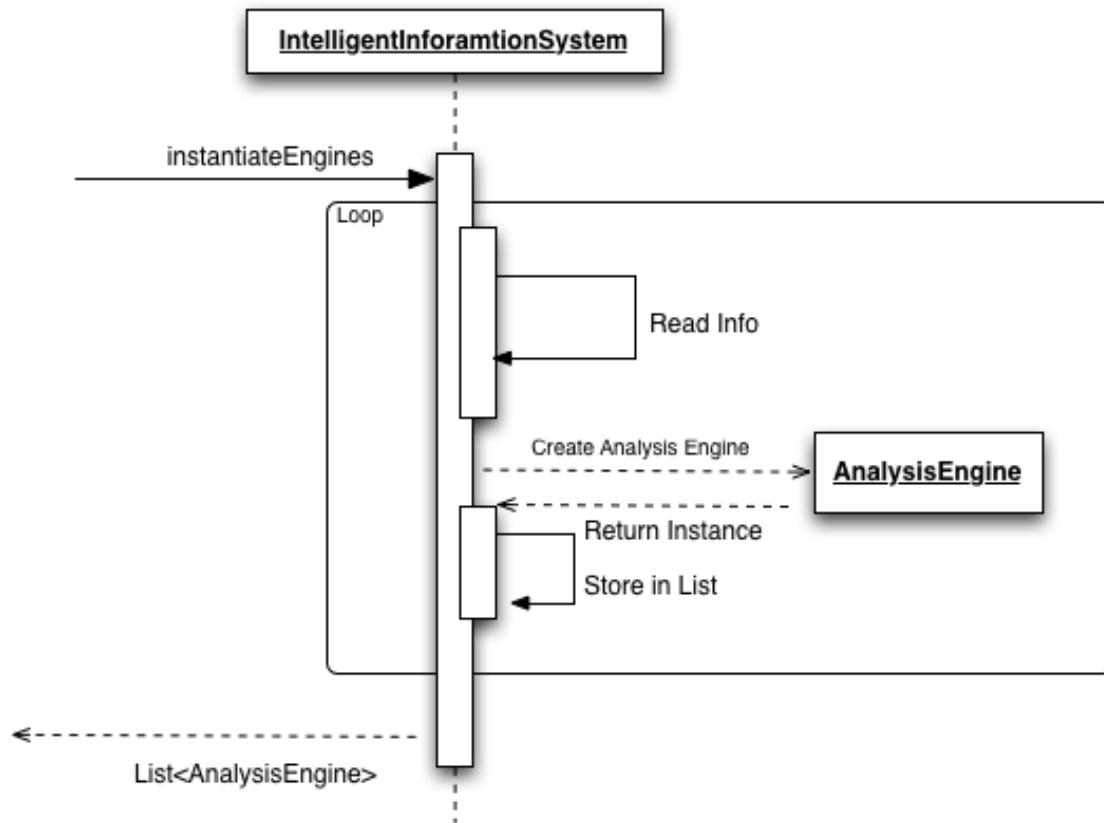 IntelligentInforamtionSystem
instantiateEngines
Loop
Read Info
Create Analysis Engine
AnalysisEngine
Return Instance
Store in List
List<AnalysisEngine>